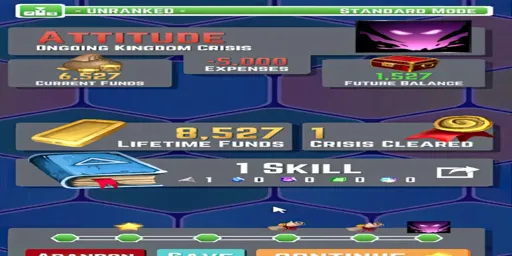 - UNRANKED - STANDARD MODE
ATTITUDE
ONGOING KINGDOM CRISIS
6,527 -5,000 1,527
CURRENT FUNDS EXPENSES FUTURE BALANCE
8,527 1
LIFETIME FUNDS CRISIS CLEARED
1 SKILL
1 0 0 0 0
ABANDON SAVE CONTINUE